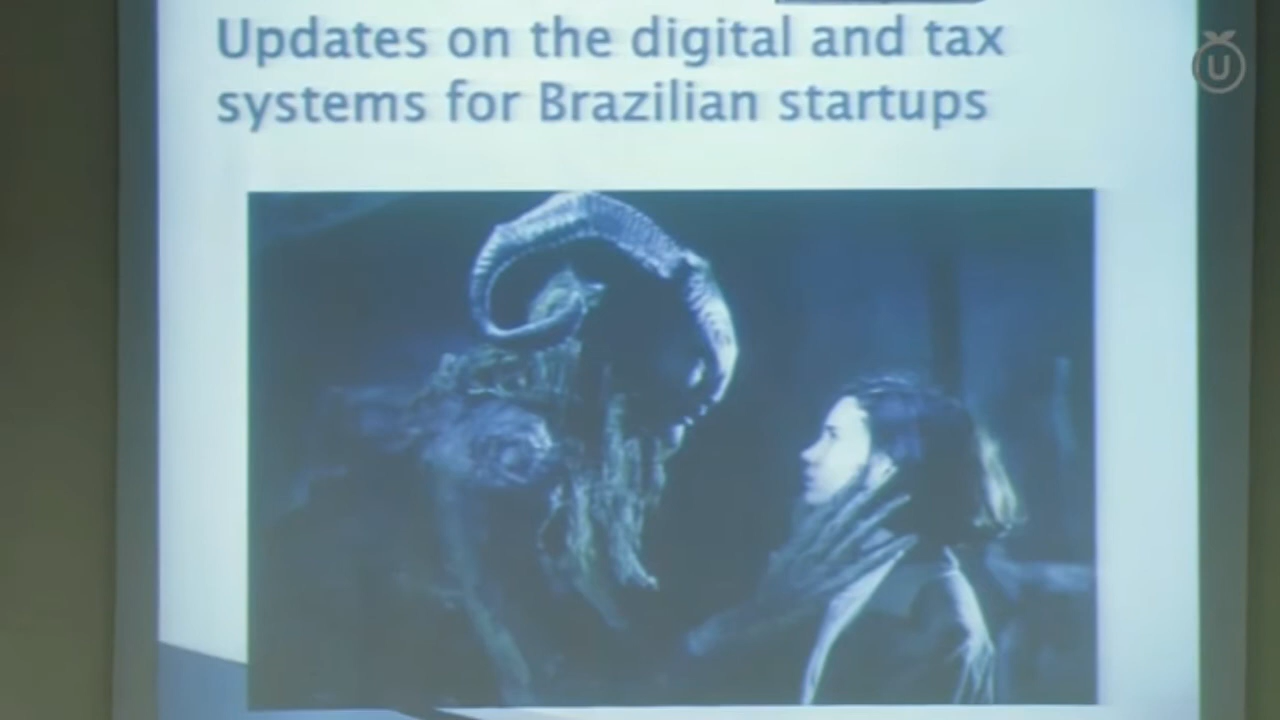 Updates on the digital and tax
systems for Brazilian startups
U